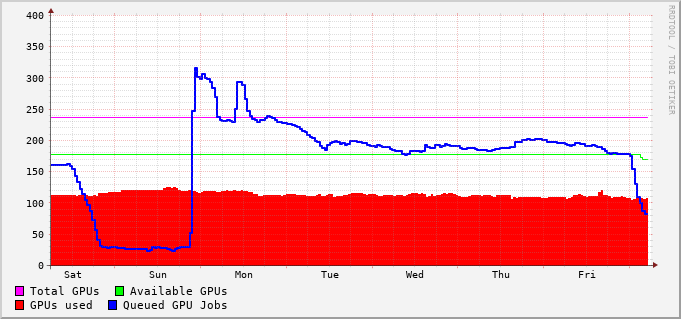 400
350
300
250
200
150
100
50
0
Sat Sun Mon Tue Wed Thu Fri
Total GPUs Available GPUs
GPUs used Queued GPU Jobs
RRDTOOL / TOBI OETIKER